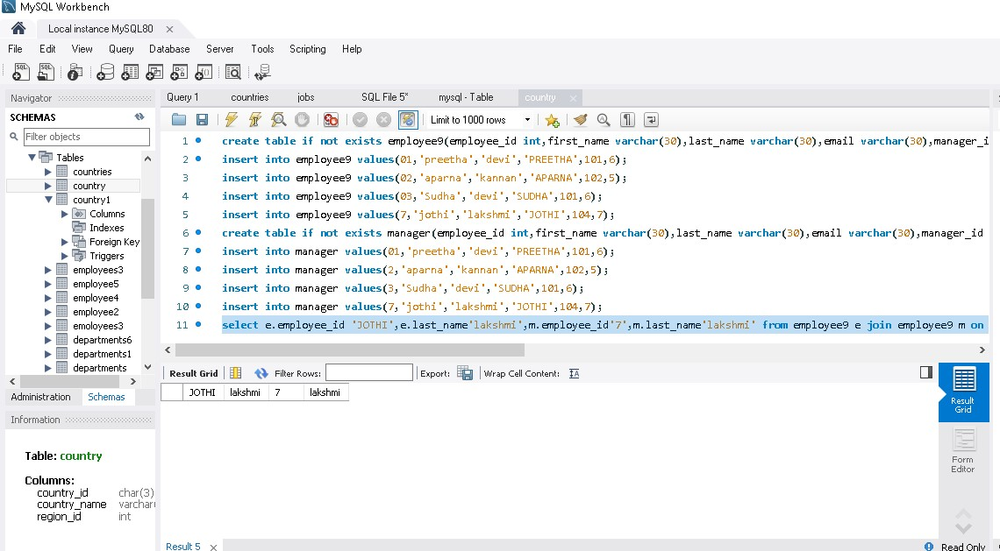 MySQL Workbench
Local instance MySQL80
File Edit View Query Database Server Tools Scripting Help
Navigator
SCHEMAS
Filter objects
Tables
countries
country
country1
Columns
Indexes
Foreign Key
Triggers
employees3
employee5
employee4
employee2
emoloyees3
departments6
departments1
departments
Administration Schemas
Information
Table: country
Columns:
country_id char(3)
country_name varchar(
region_id int
Query 1 countries jobs SQL File 5* mysql - Table country
Limit to 1000 rows
1 create table if not exists employee9(employee_id int,first_name varchar(30),last_name varchar(30),email varchar(30),manager_i
2 insert into employee9 values(01,'preetha','devi','PREETHA',101,6);
3 insert into employee9 values(02,'aparna','kannan','APARNA',102,5);
4 insert into employee9 values(03,'Sudha','devi','SUDHA',101,6);
5 insert into employee9 values(7,'jothi','lakshmi','JOTHI',104,7);
6 create table if not exists manager(employee_id int,first_name varchar(30),last_name varchar(30),email varchar(30),manager_id
7 insert into manager values(01,'preetha','devi','PREETHA',101,6);
8 insert into manager values(2,'aparna','kannan','APARNA',102,5);
9 insert into manager values(3,'Sudha','devi','SUDHA',101,6);
10 insert into manager values(7,'jothi','lakshmi','JOTHI',104,7);
11 select e.employee_id 'JOTHI',e.last_name'lakshmi',m.employee_id'7',m.last_name'lakshmi' from employee9 e join employee9 m on
Result Grid Filter Rows: Export: Wrap Cell Content:
JOTHI lakshmi 7 lakshmi
Result Grid
Form Editor
Result 5
Read Only